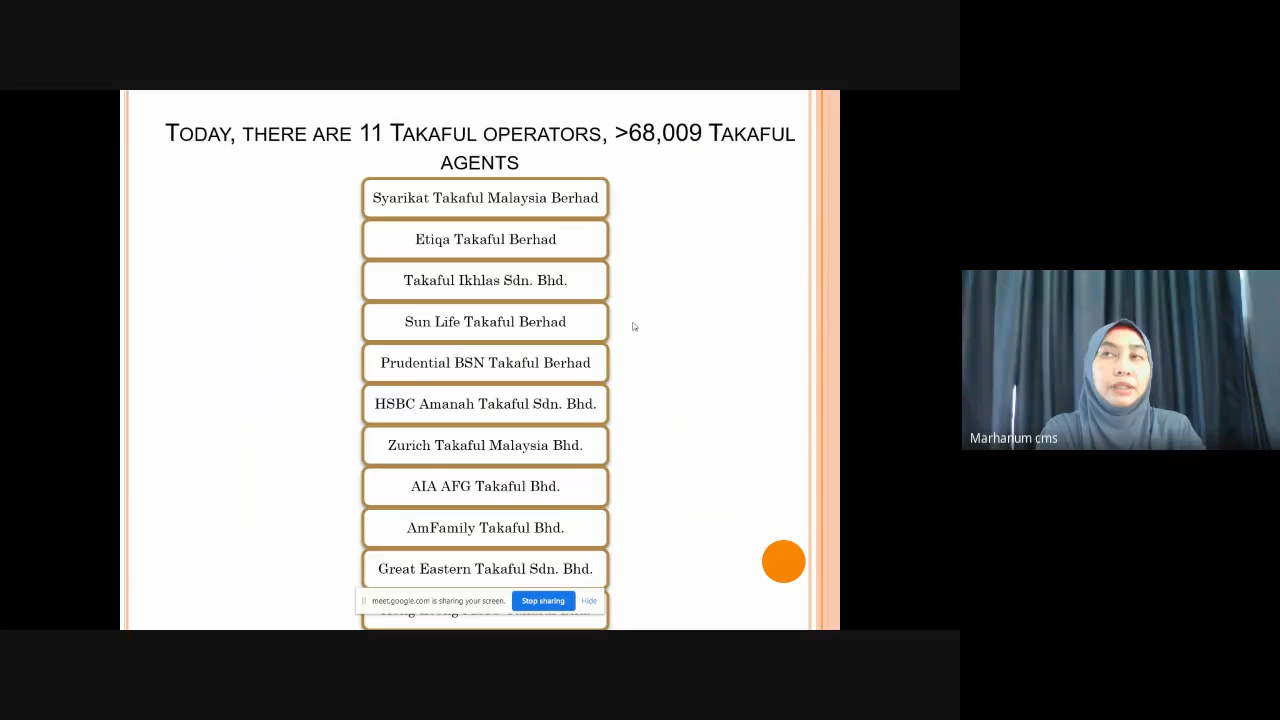 TODAY, THERE ARE 11 TAKAFUL OPERATORS, >68,009 TAKAFUL
AGENTS
Syarikat Takaful Malaysia Berhad
Etiqa Takaful Berhad
Takaful Ikhlas Sdn. Bhd.
Sun Life Takaful Berhad
Prudential BSN Takaful Berhad
HSBC Amanah Takaful Sdn. Bhd.
Zurich Takaful Malaysia Bhd.
AIA AFG Takaful Bhd.
AmFamily Takaful Bhd.
Great Eastern Takaful Sdn. Bhd.
meet.google.com is sharing your screen. Stop sharing Hide
Marhanum cms